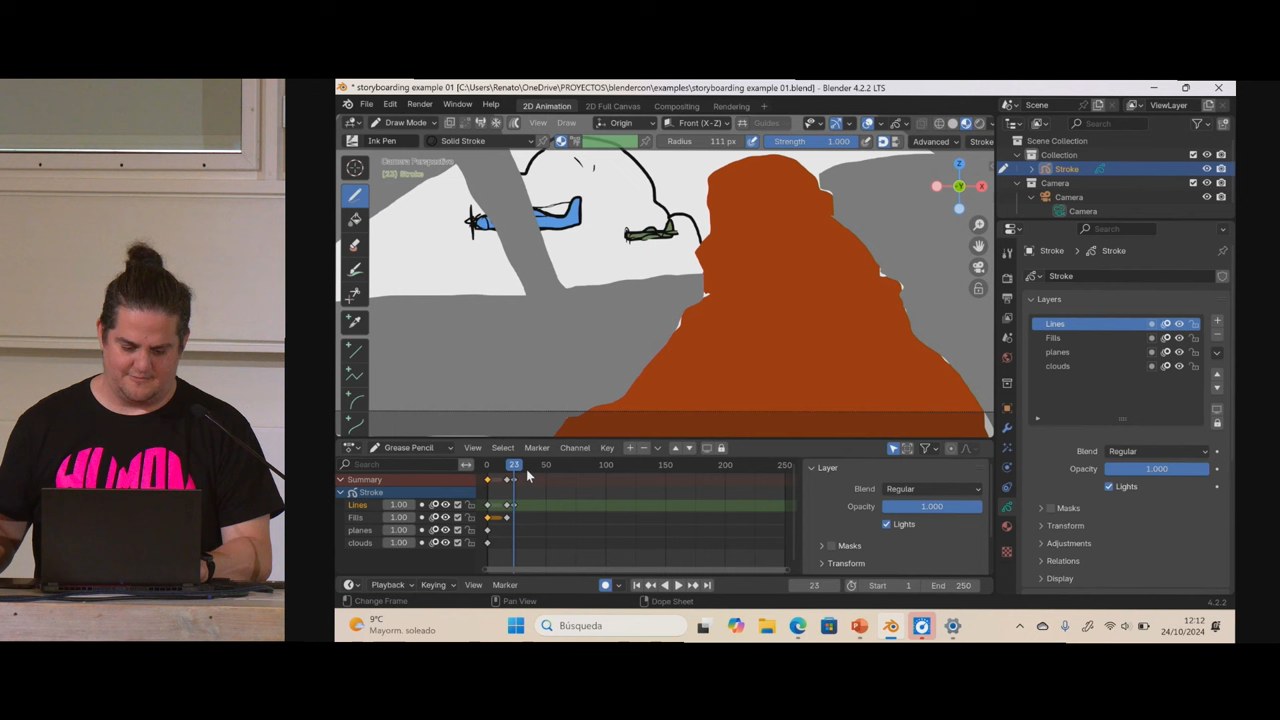 * storyboarding example 01 [C:\Users\Renato\OneDrive\PROYECTOS\blendercon\examples\storyboarding example 01.blend] - Blender 4.2.2 LTS
File Edit Render Window Help 2D Animation 2D Full Canvas Compositing Rendering + Scene ViewLayer
Draw Mode View Draw Origin Front (X-Z) Guides Search
Ink Pen Solid Stroke Radius 111 px Strength 1.000 Advanced Stroke
Scene Collection
Collection
Stroke
Camera
Camera
Camera
Camera Perspective
(23) Stroke
Z
-Y
X
Search
Stroke > Stroke
Stroke
Layers
Lines
Fills
planes
clouds
Blend Regular
Opacity 1.000
Lights
Masks
Transform
Adjustments
Relations
Display
Grease Pencil View Select Marker Channel Key
Search 0 23 50 100 150 200 250
Summary
Stroke
Lines 1.00
Fills 1.00
planes 1.00
clouds 1.00
Layer
Blend Regular
Opacity 1.000
Lights
Masks
Transform
Playback Keying View Marker 23 Start 1 End 250
Change Frame Pan View Dope Sheet 4.2.2
9°C
Mayorm. soleado
Búsqueda
12:12
24/10/2024